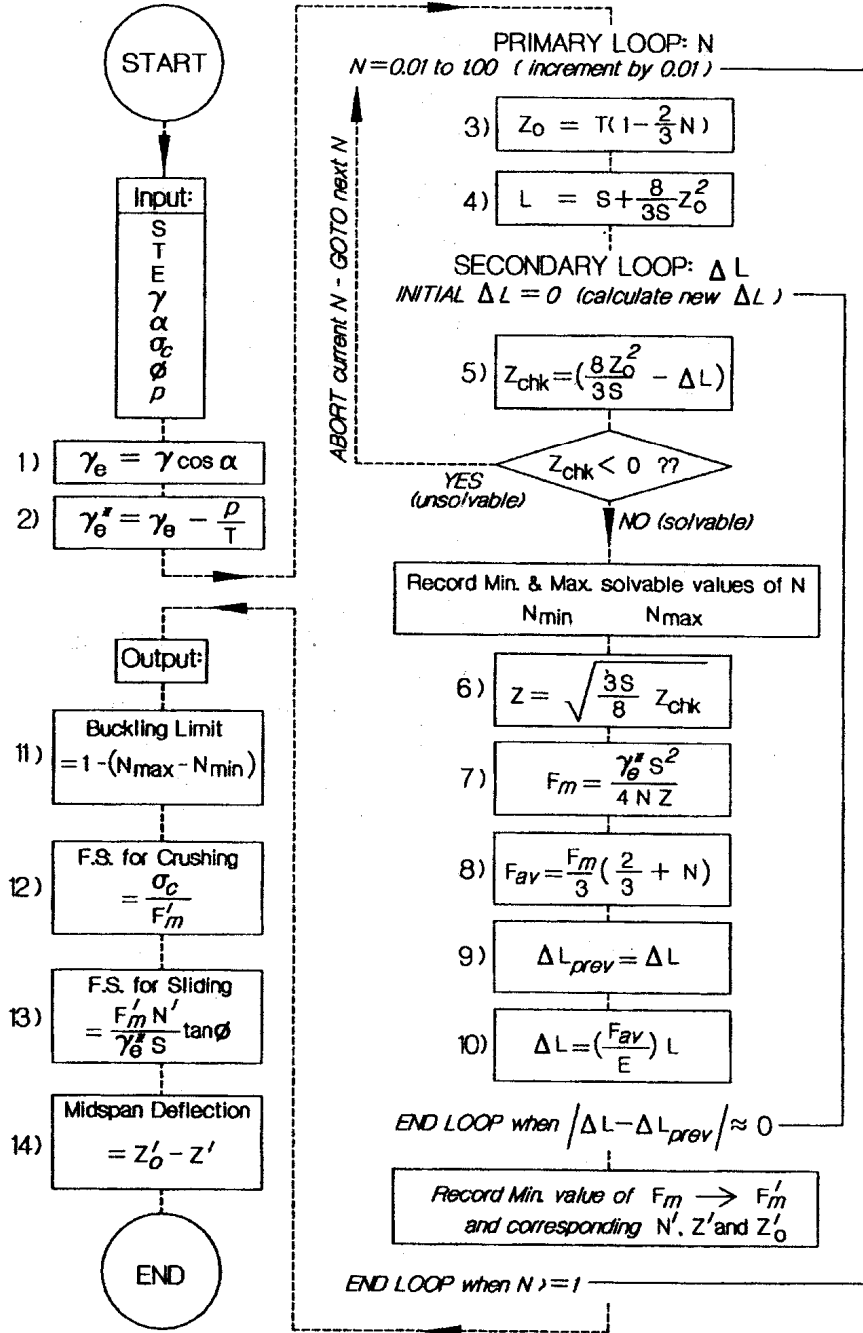 START
Input:
S
T
E
γ
α
σc
ø
p
1) γe = γ cos α
2) γe* = γe − p/T
PRIMARY LOOP: N
N=0.01 to 1.00 (increment by 0.01)
3) Zo = T(1−2/3 N)
4) L = S + 8/3S Zo²
SECONDARY LOOP: ΔL
INITIAL ΔL = 0 (calculate new ΔL)
5) Zchk=(8Zo²/3S − ΔL)
ABORT current N - GOTO next N
Zchk < 0 ??
YES
(unsolvable)
NO (solvable)
Record Min. & Max. solvable values of N
Nmin Nmax
6) Z = √(3S/8 Zchk)
7) Fm = γe* S²/4 N Z
8) Fav = Fm/3 (2/3 + N)
9) ΔLprev = ΔL
10) ΔL = (Fav/E) L
END LOOP when |ΔL − ΔLprev| ≈ 0
Record Min. value of Fm → Fm′
and corresponding N′, Z′ and Zo′
END LOOP when N >= 1
Output:
Buckling Limit
11) = 1 - (Nmax − Nmin)
F.S. for Crushing
12) = σc/Fm′
F.S. for Sliding
13) = Fm′ N′/γe* S tanø
Midspan Deflection
14) = Zo′ − Z′
END